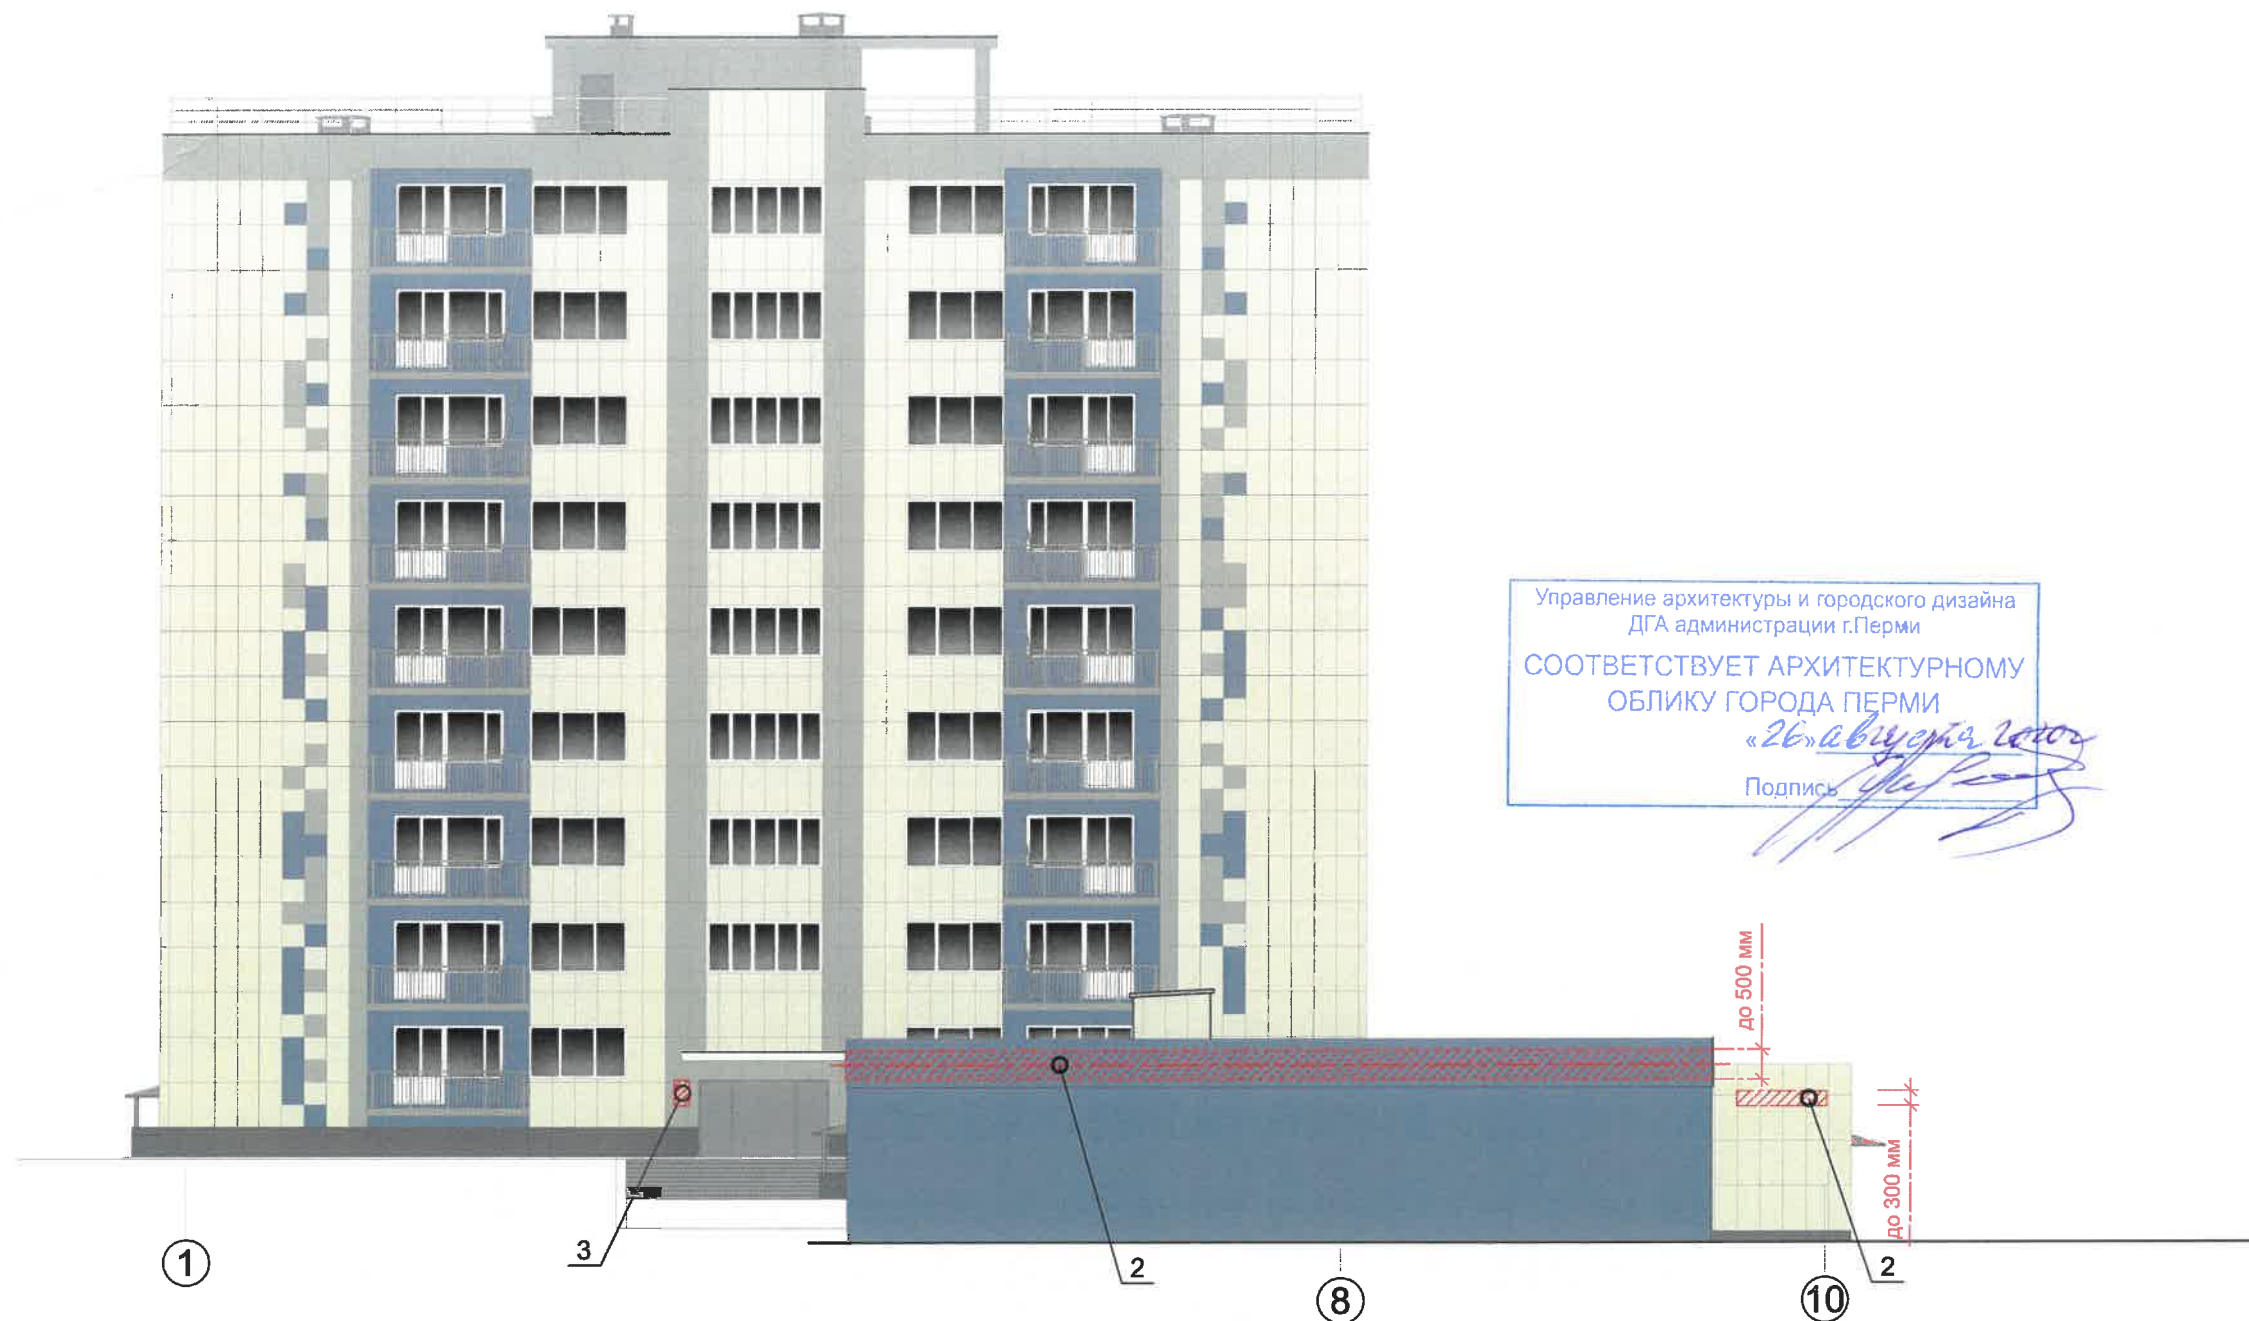 Управление архитектуры и городского дизайна
ДГА администрации г.Перми
СООТВЕТСТВУЕТ АРХИТЕКТУРНОМУ
ОБЛИКУ ГОРОДА ПЕРМИ
«26» августа 2020г
Подпись
до 500 мм
до 300 мм
3
2
2
1
8
10